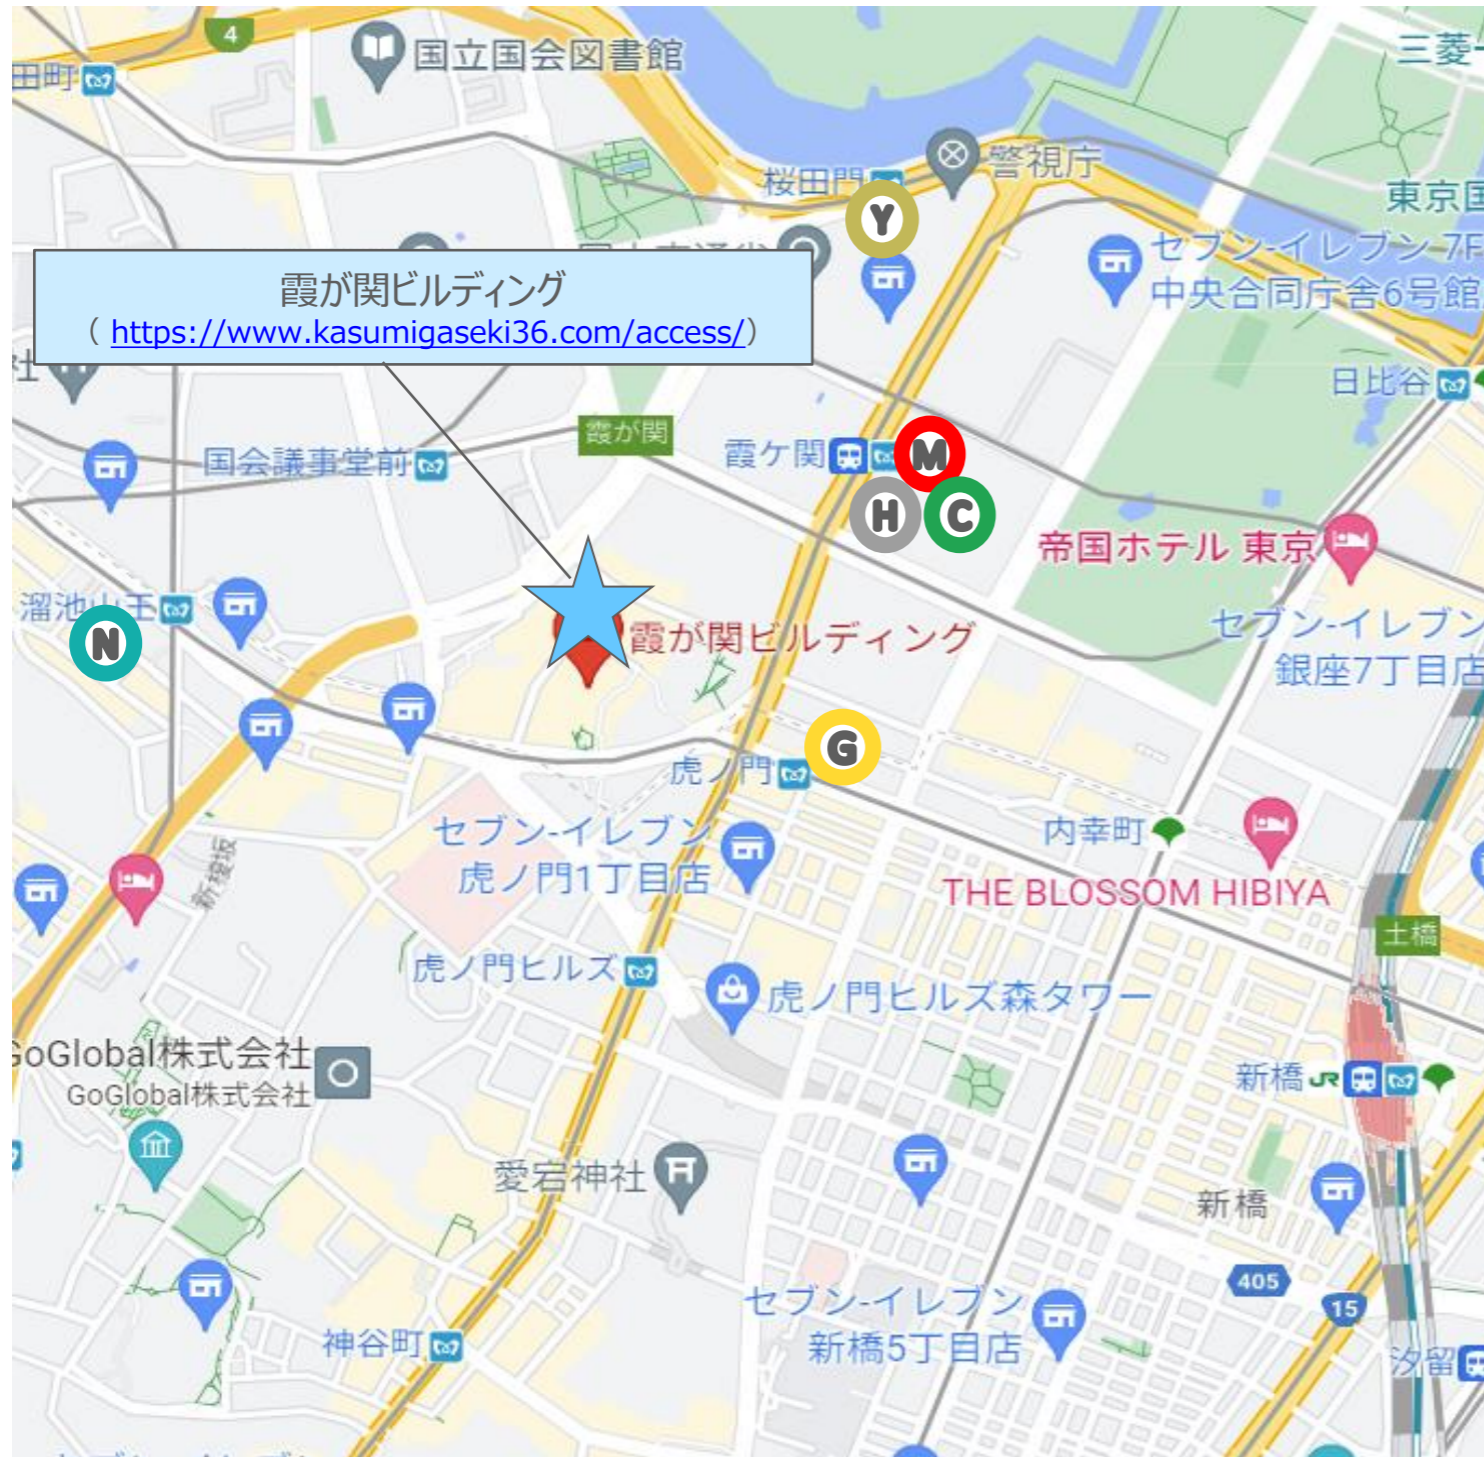 4
国立国会図書館
三菱
田町
桜田門
警視庁
Y
東京国
セブン-イレブン 7F
中央合同庁舎6号館
霞が関ビルディング
( https://www.kasumigaseki36.com/access/)
社
日比谷
霞が関
国会議事堂前
霞ケ関
M
H
C
帝国ホテル 東京
溜池山王
N
霞が関ビルディング
セブン-イレブン
銀座7丁目店
虎ノ門
G
セブン-イレブン
虎ノ門1丁目店
内幸町
新榎坂
THE BLOSSOM HIBIYA
土橋
虎ノ門ヒルズ
虎ノ門ヒルズ森タワー
GoGlobal株式会社
GoGlobal株式会社
新橋 JR
愛宕神社
新橋
405
15
セブン-イレブン
新橋5丁目店
神谷町
汐留